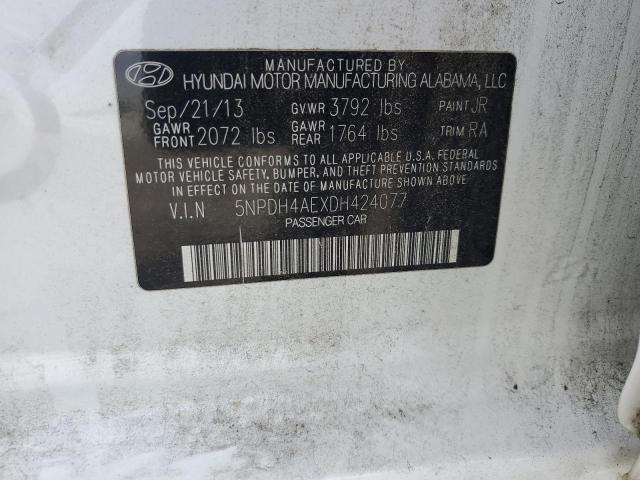 MANUFACTURED BY
HYUNDAI MOTOR MANUFACTURING ALABAMA, LLC
Sep/21/13 GVWR 3792 lbs PAINT JR
GAWR FRONT 2072 lbs GAWR REAR 1764 lbs TRIM RA
THIS VEHICLE CONFORMS TO ALL APPLICABLE U.S.A. FEDERAL
MOTOR VEHICLE SAFETY, BUMPER, AND THEFT PREVENTION STANDARDS
IN EFFECT ON THE DATE OF MANUFACTURE SHOWN ABOVE.
V.I.N 5NPDH4AEXDH424077
PASSENGER CAR